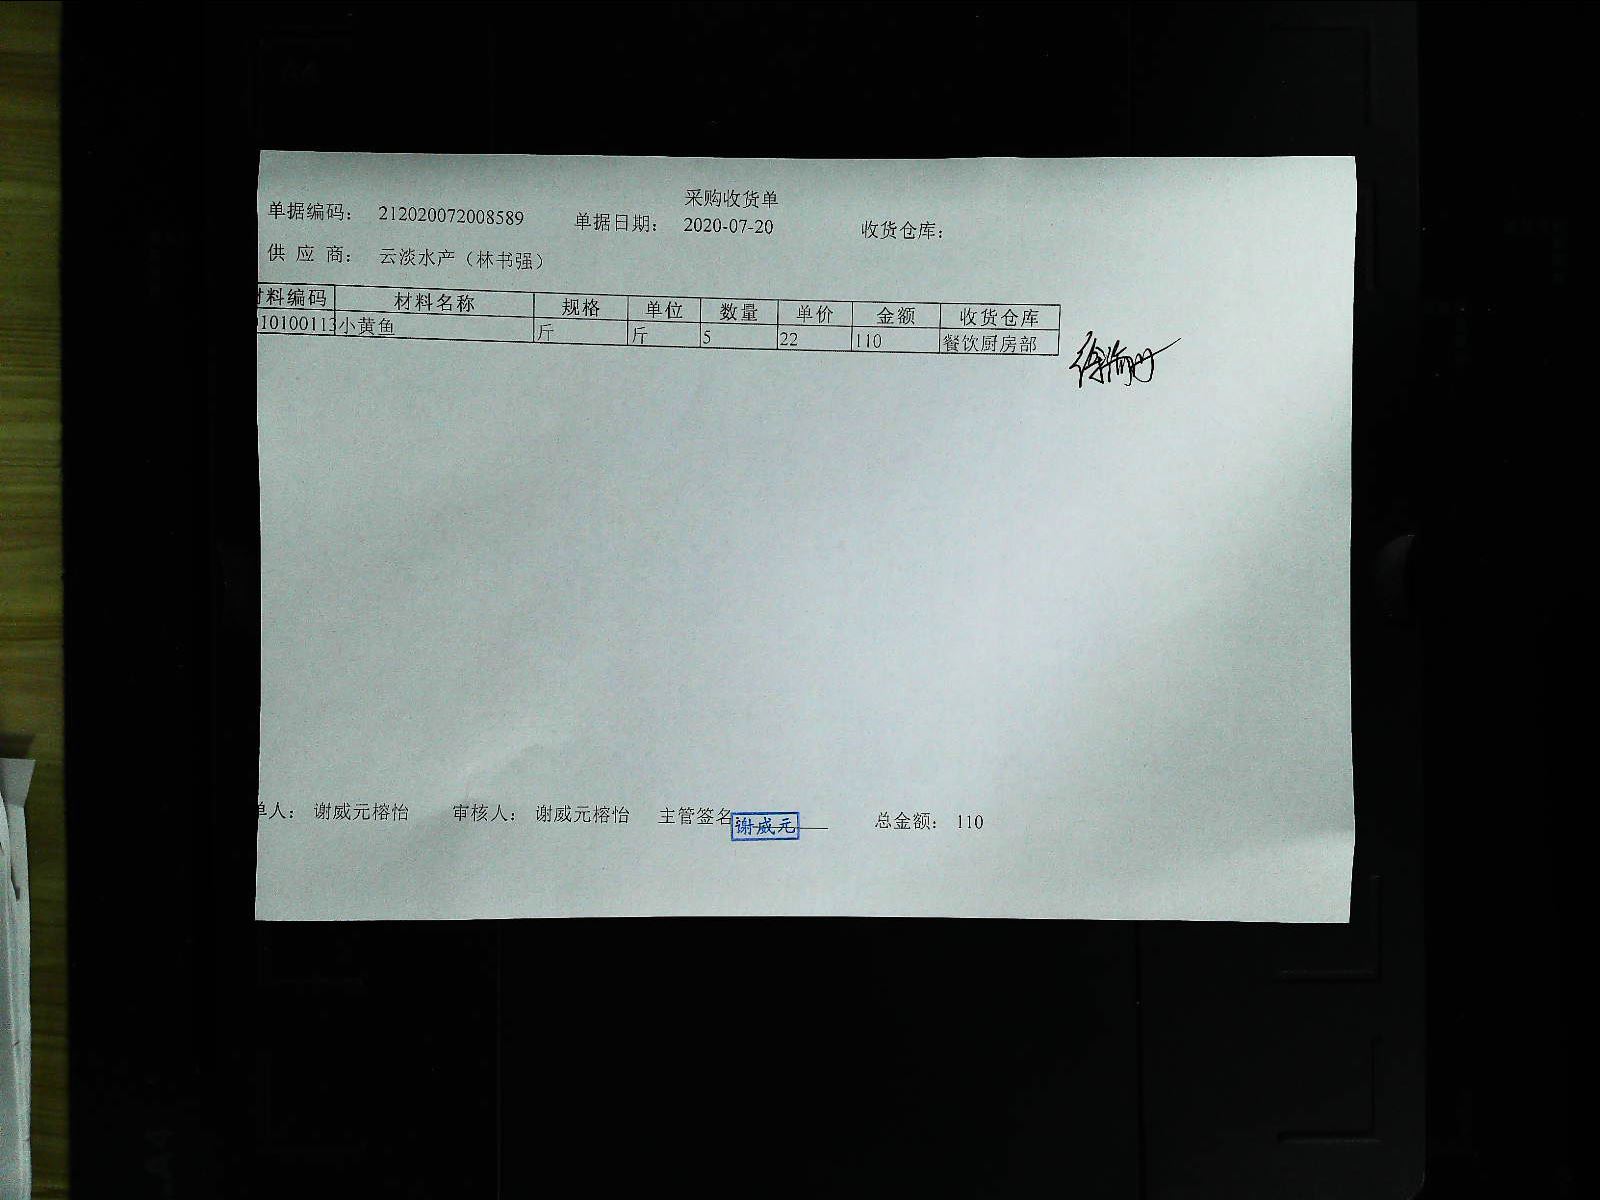 采购收货单
单据编码： 212020072008589 单据日期： 2020-07-20 收货仓库：
供 应 商： 云淡水产（林书强）
材料编码 材料名称 规格 单位 数量 单价 金额 收货仓库
10100113 小黄鱼 斤 斤 5 22 110 餐饮厨房部
单人： 谢威元榕怡 审核人： 谢威元榕怡 主管签名 谢威元 总金额： 110